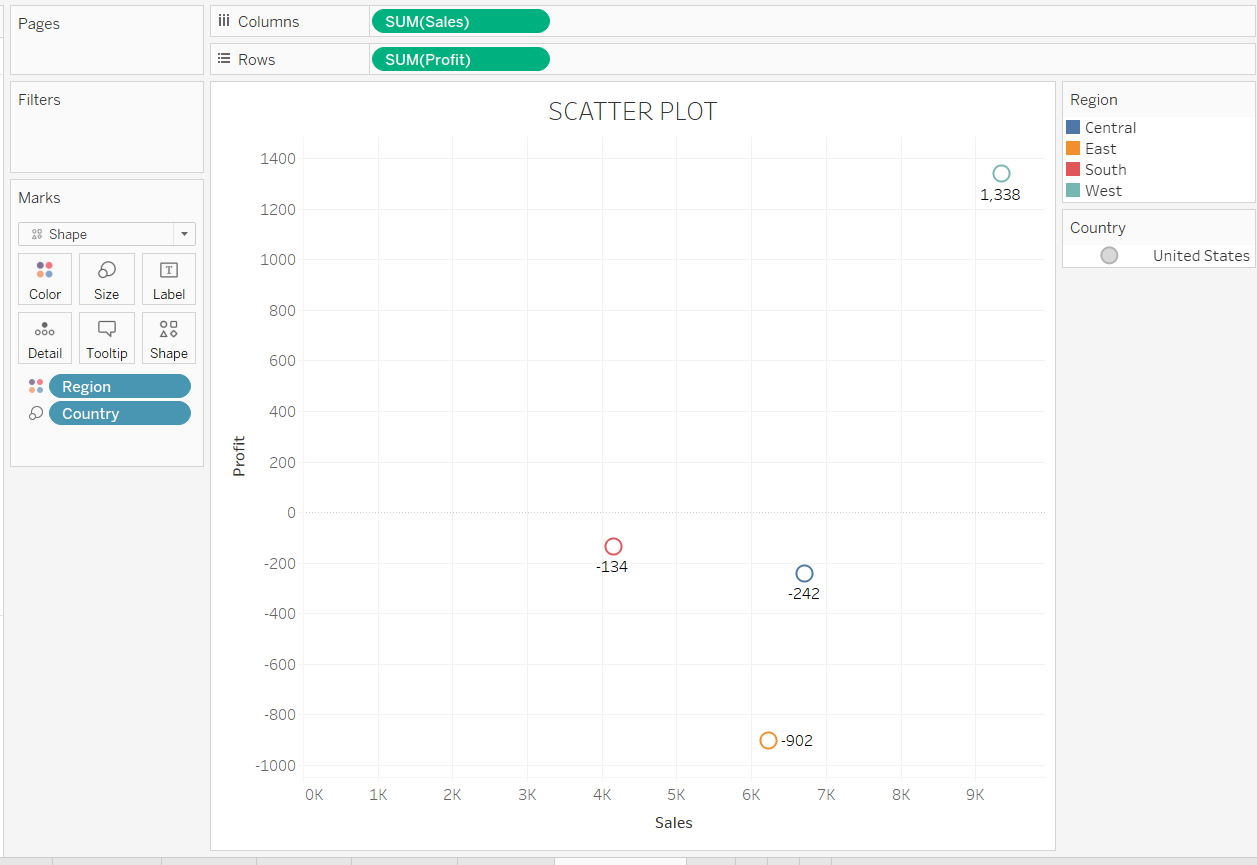 Pages
Columns
SUM(Sales)
Rows
SUM(Profit)
Filters
Marks
Shape
Color
Size
Label
Detail
Tooltip
Shape
Region
Country
SCATTER PLOT
1400
1200
1000
800
600
400
200
0
-200
-400
-600
-800
-1000
Profit
1,338
-134
-242
-902
0K
1K
2K
3K
4K
5K
6K
7K
8K
9K
Sales
Region
Central
East
South
West
Country
United States